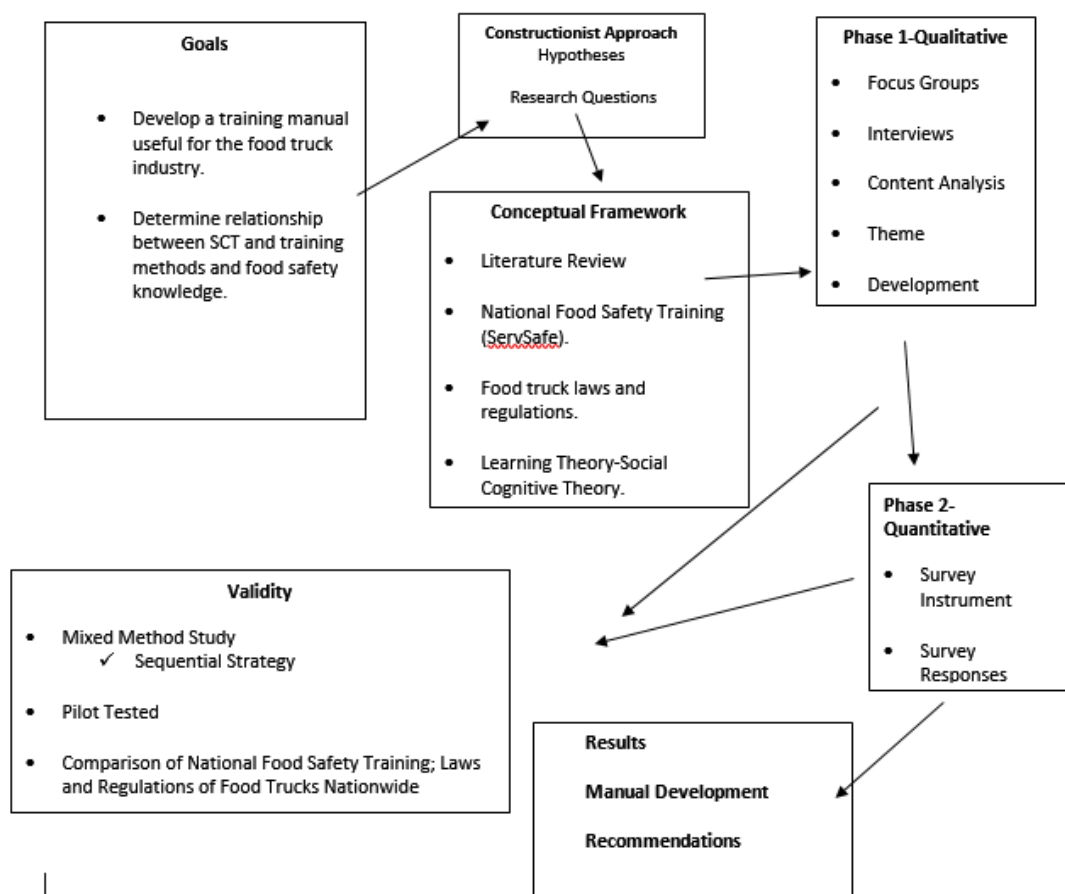 Goals
• Develop a training manual
useful for the food truck
industry.
• Determine relationship
between SCT and training
methods and food safety
knowledge.
Constructionist Approach
Hypotheses
Research Questions
Conceptual Framework
• Literature Review
• National Food Safety Training
(ServSafe).
• Food truck laws and
regulations.
• Learning Theory-Social
Cognitive Theory.
Phase 1-Qualitative
• Focus Groups
• Interviews
• Content Analysis
• Theme
• Development
Phase 2-
Quantitative
• Survey
Instrument
• Survey
Responses
Validity
• Mixed Method Study
✓ Sequential Strategy
• Pilot Tested
• Comparison of National Food Safety Training; Laws
and Regulations of Food Trucks Nationwide
Results
Manual Development
Recommendations